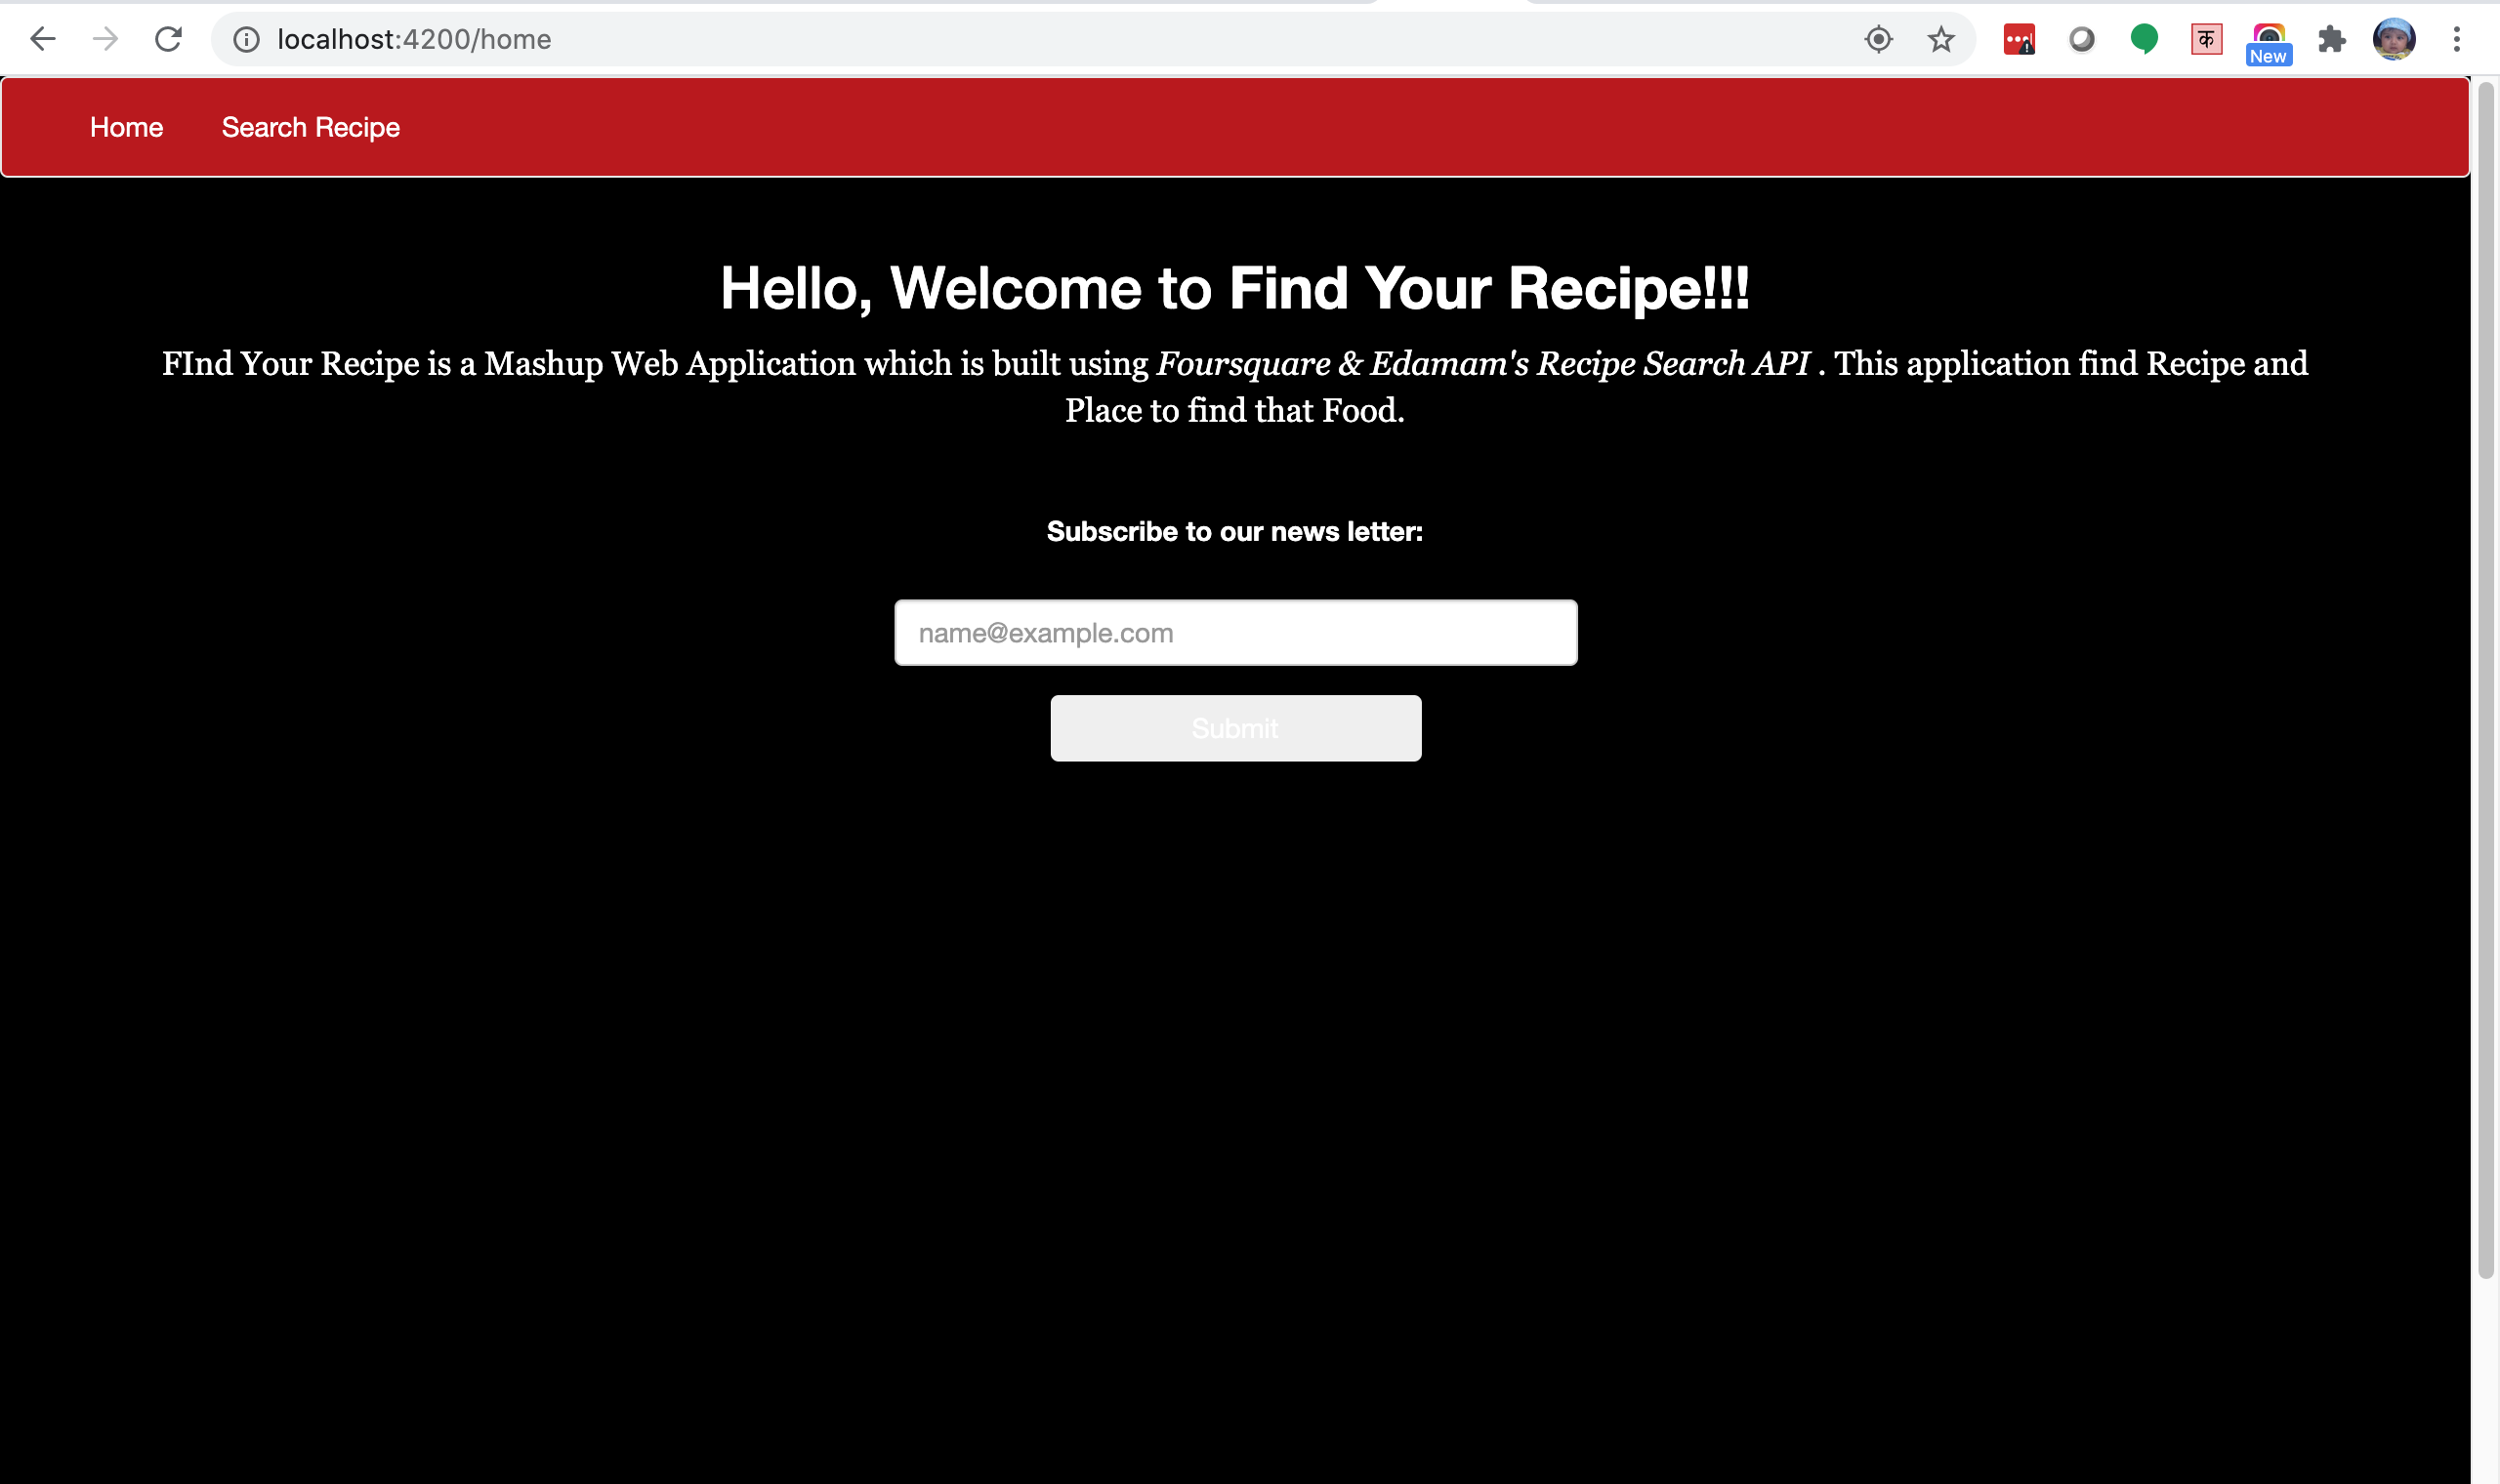 localhost:4200/home
क
New
Home Search Recipe
Hello, Welcome to Find Your Recipe!!!
FInd Your Recipe is a Mashup Web Application which is built using Foursquare & Edamam's Recipe Search API . This application find Recipe and
Place to find that Food.
Subscribe to our news letter:
name@example.com
Submit